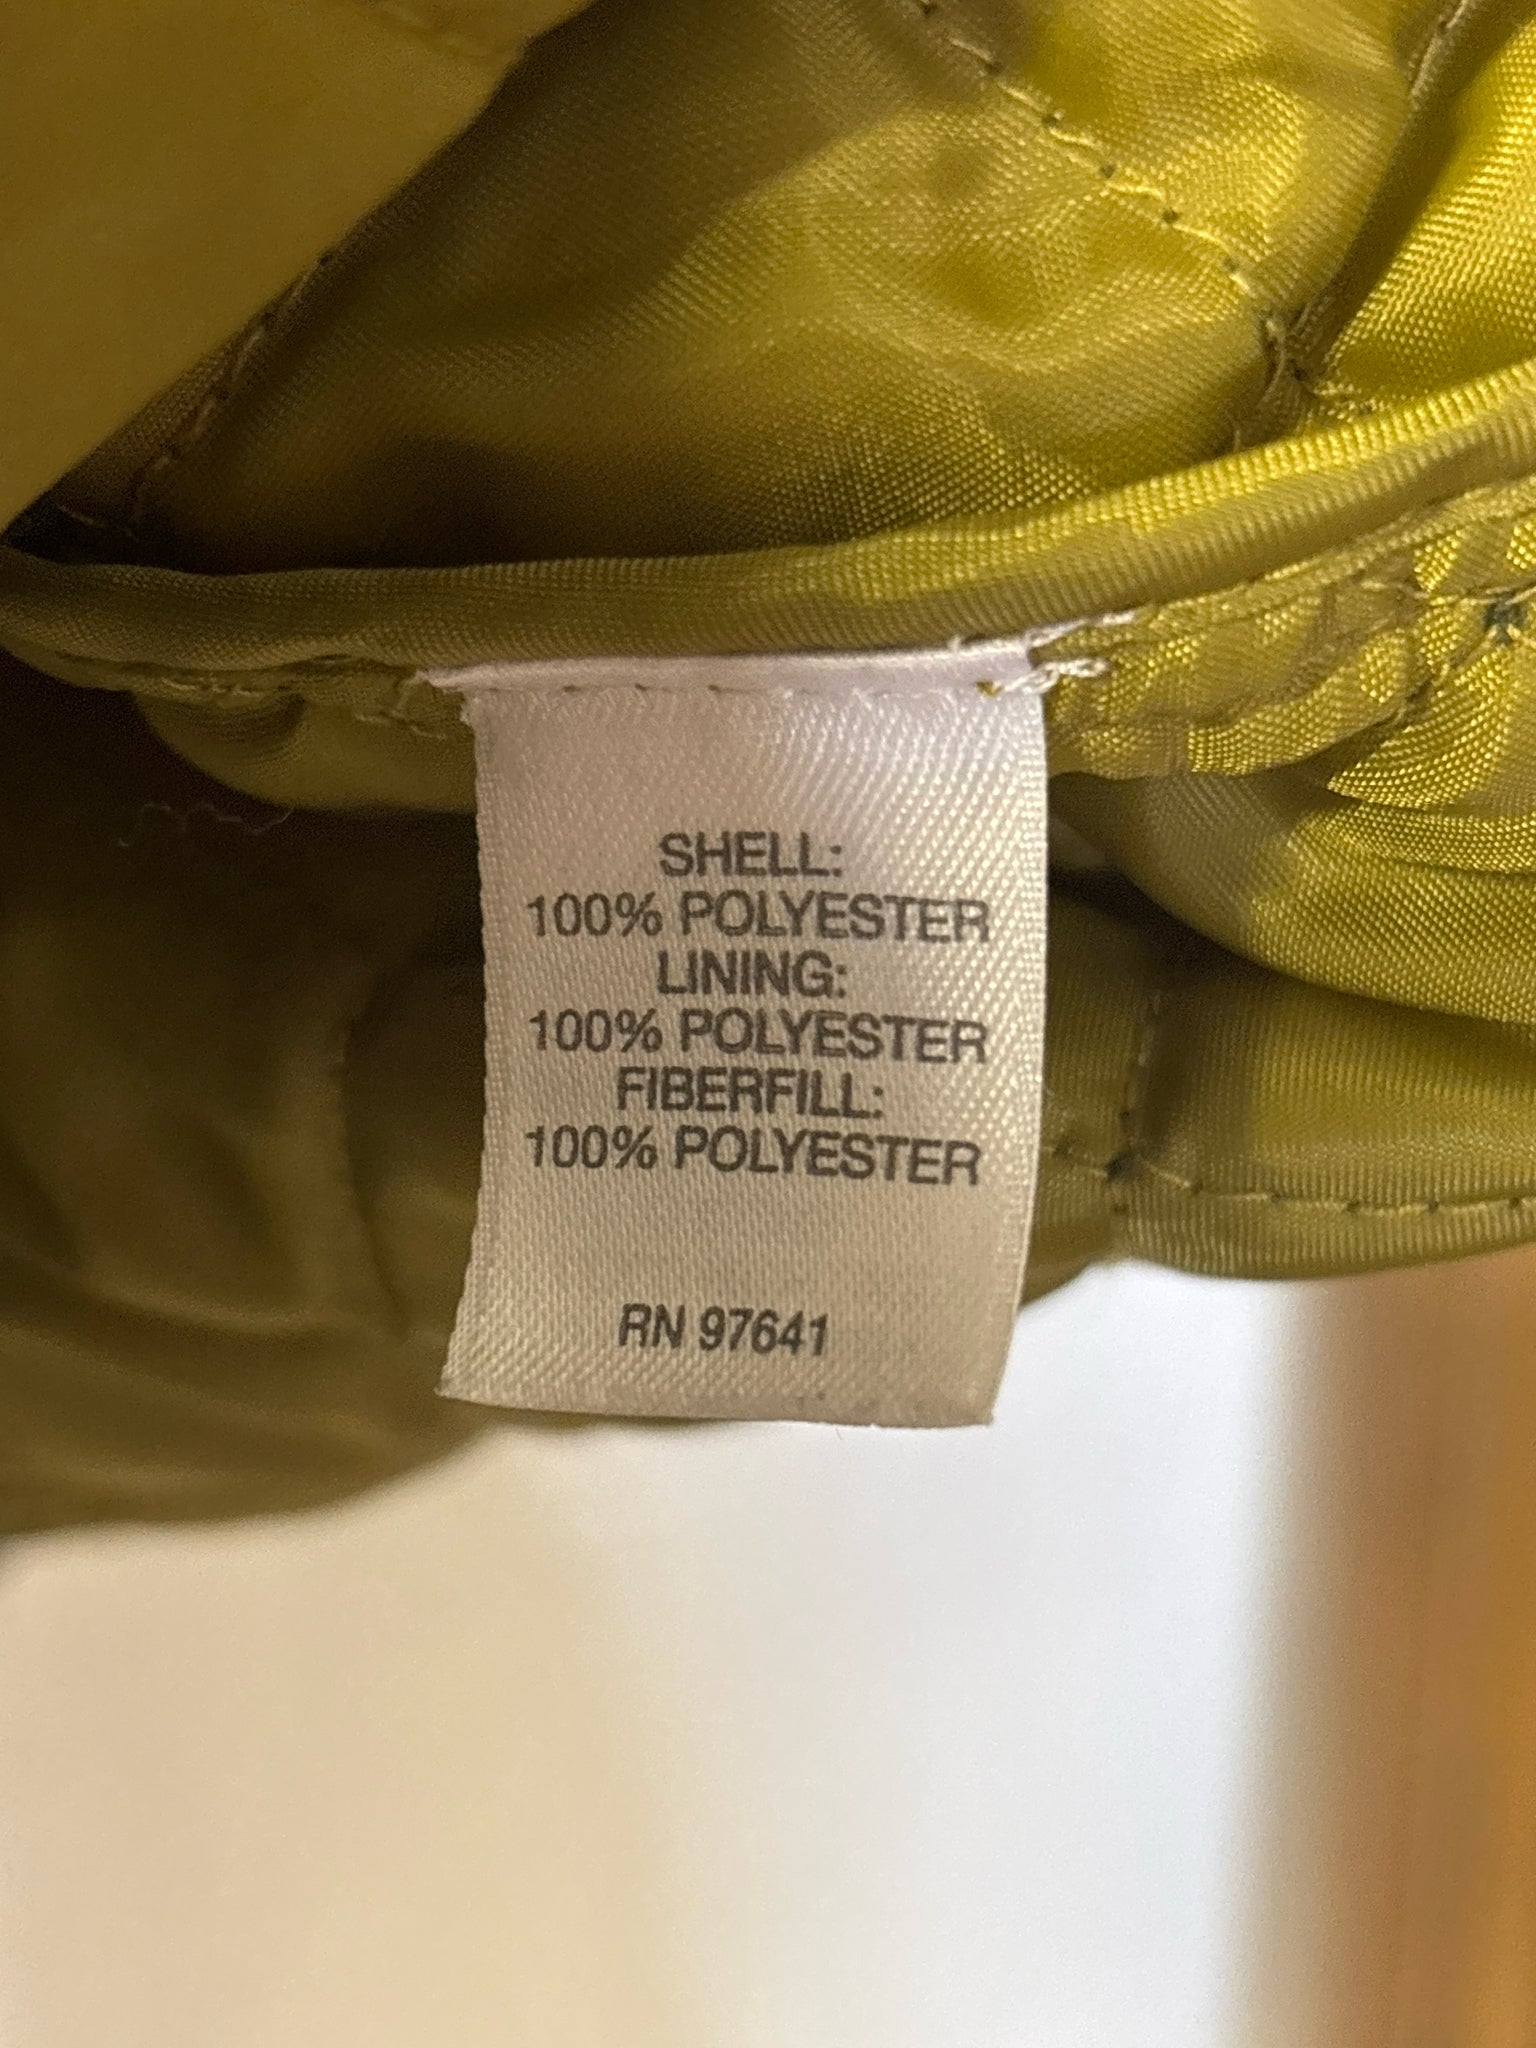 SHELL:
100% POLYESTER
LINING:
100% POLYESTER
FIBERFILL:
100% POLYESTER
RN 97641